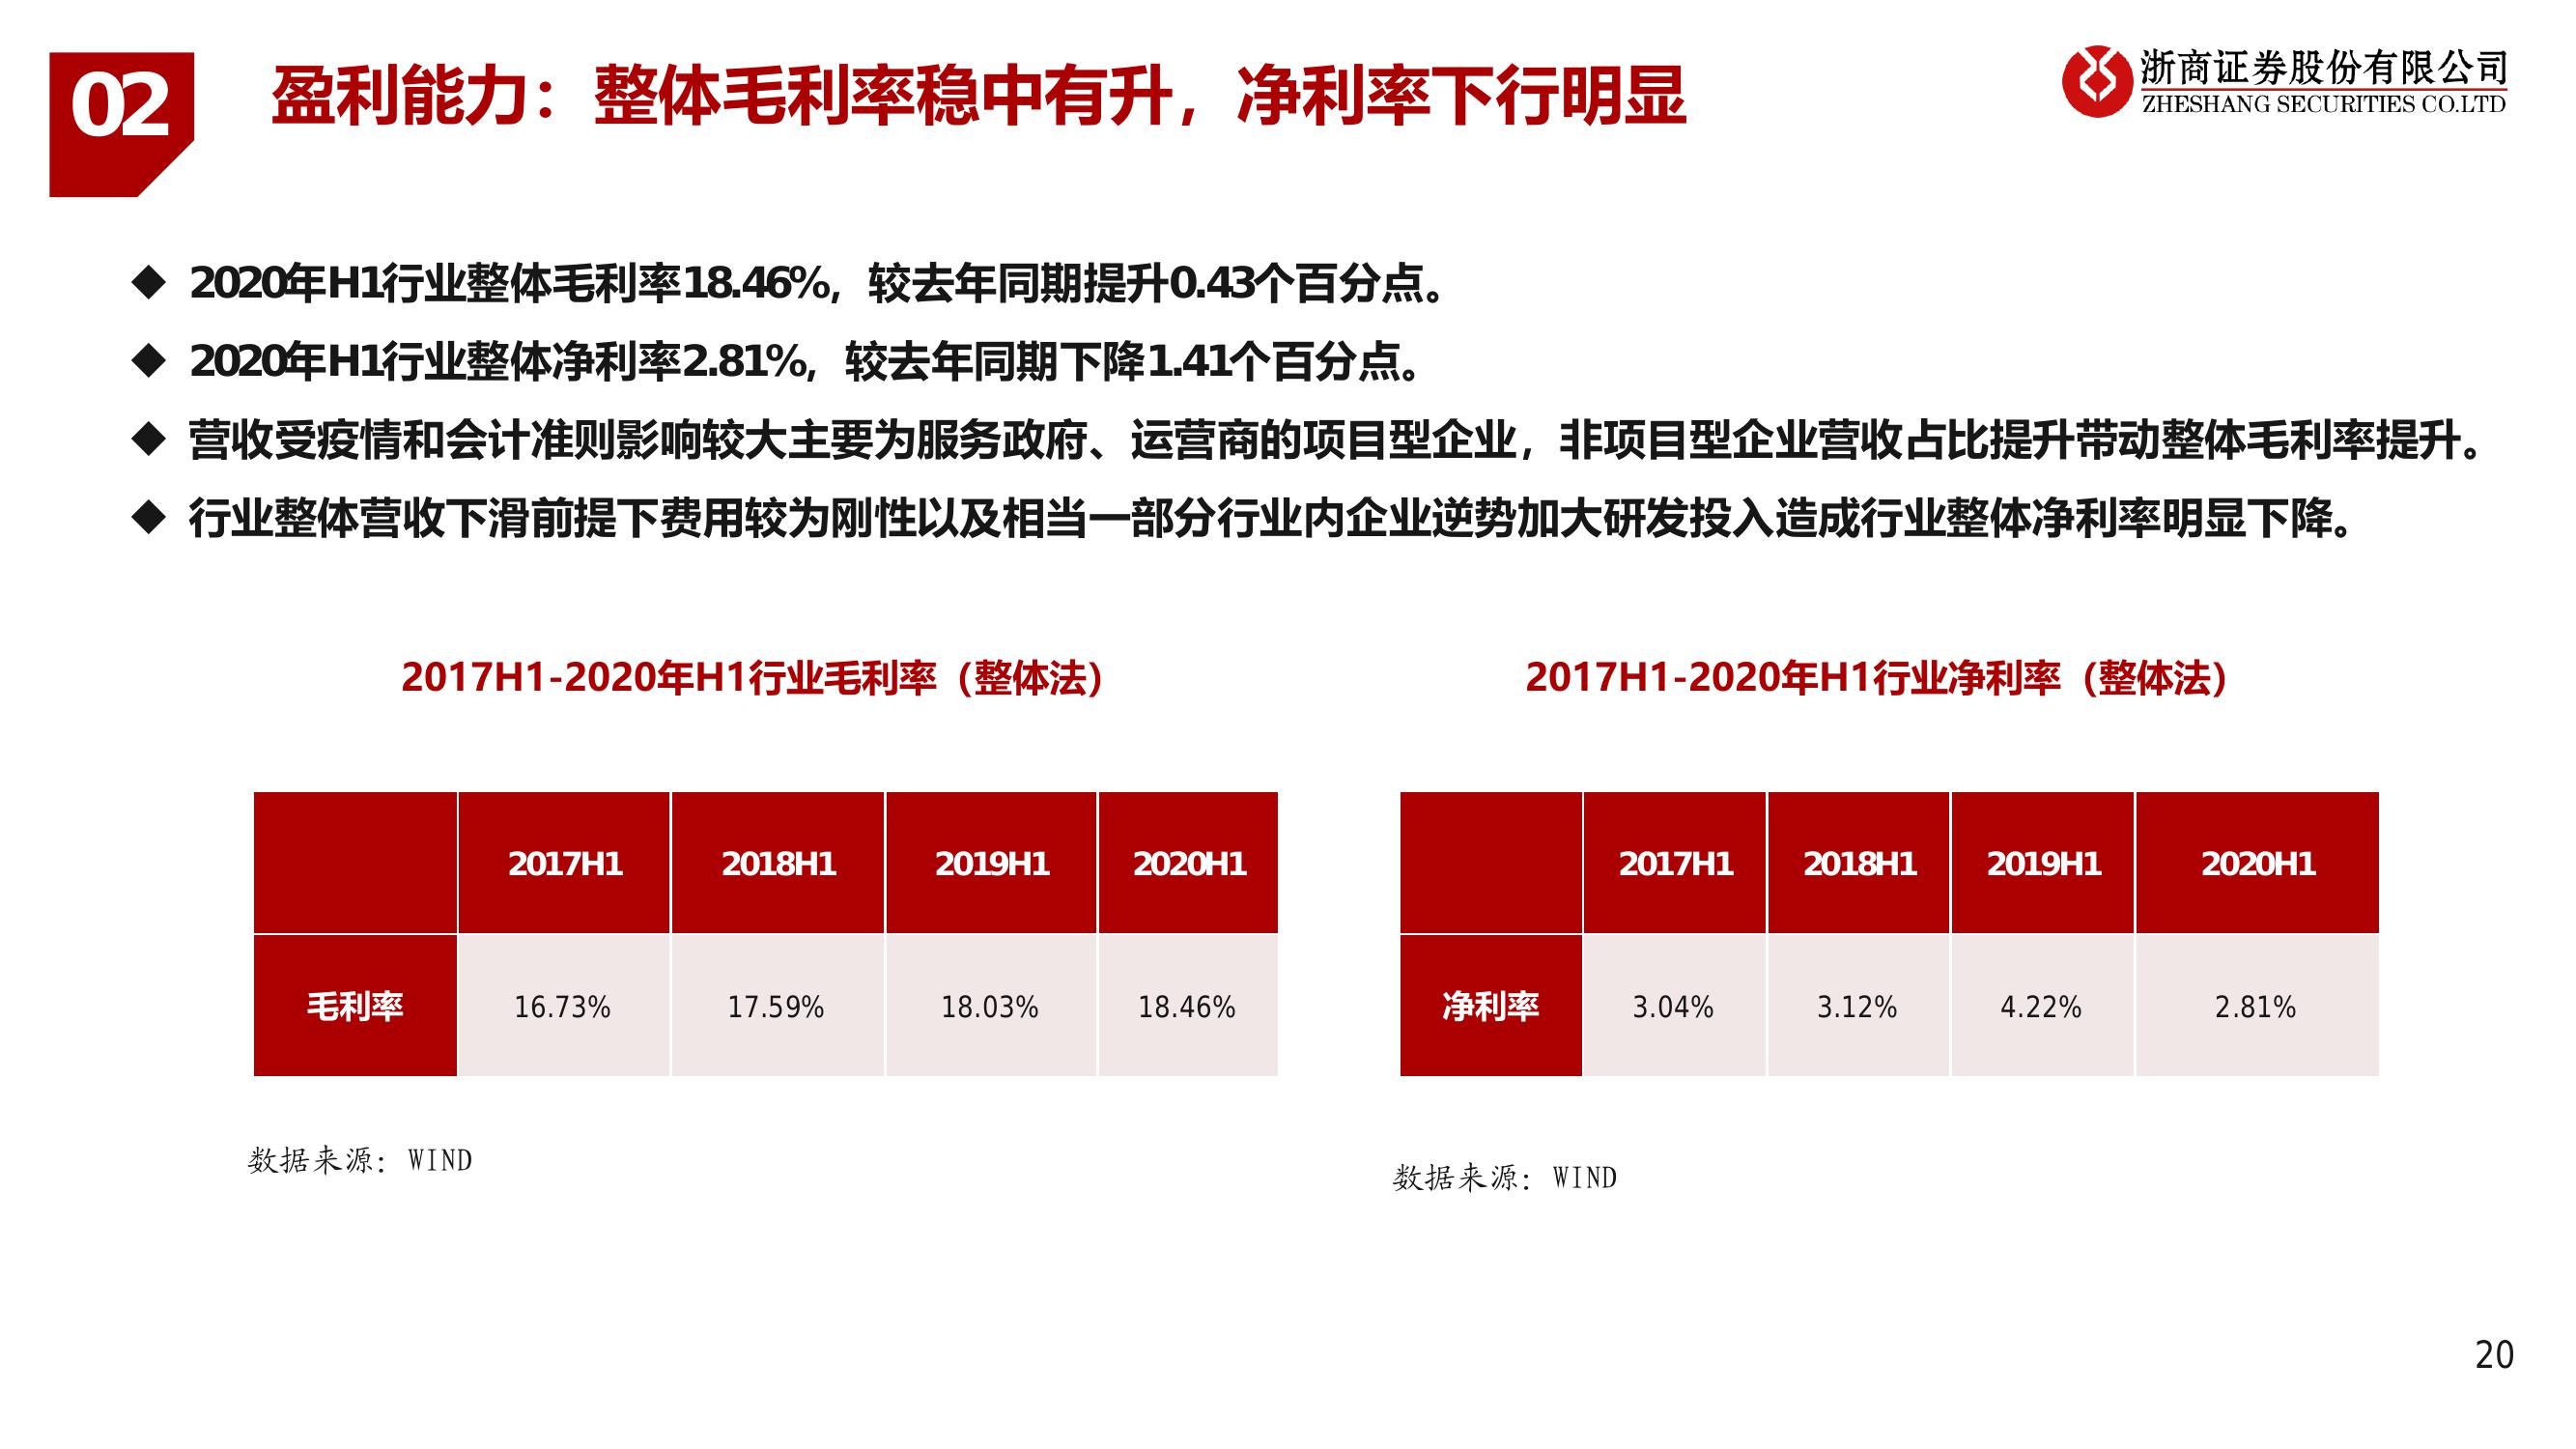 02
盈利能力：整体毛利率稳中有升，净利率下行明显
浙商证券股份有限公司
ZHESHANG SECURITIES CO.LTD
◆ 2020年H1行业整体毛利率18.46%，较去年同期提升0.43个百分点。
◆ 2020年H1行业整体净利率2.81%，较去年同期下降1.41个百分点。
◆ 营收受疫情和会计准则影响较大主要为服务政府、运营商的项目型企业，非项目型企业营收占比提升带动整体毛利率提升。
◆ 行业整体营收下滑前提下费用较为刚性以及相当一部分行业内企业逆势加大研发投入造成行业整体净利率明显下降。
2017H1-2020年H1行业毛利率（整体法）
2017H1 2018H1 2019H1 2020H1
毛利率 16.73% 17.59% 18.03% 18.46%
数据来源：WIND
2017H1-2020年H1行业净利率（整体法）
2017H1 2018H1 2019H1 2020H1
净利率 3.04% 3.12% 4.22% 2.81%
数据来源：WIND
20